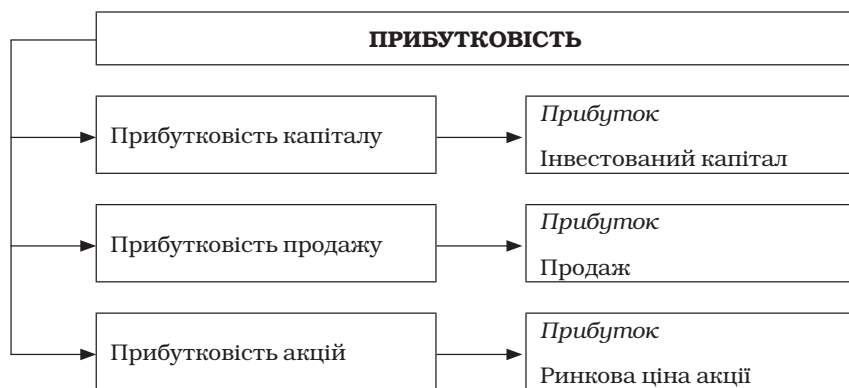 ПРИБУТКОВІСТЬ
Прибутковість капіталу
Прибуток
Інвестований капітал
Прибутковість продажу
Прибуток
Продаж
Прибутковість акцій
Прибуток
Ринкова ціна акції